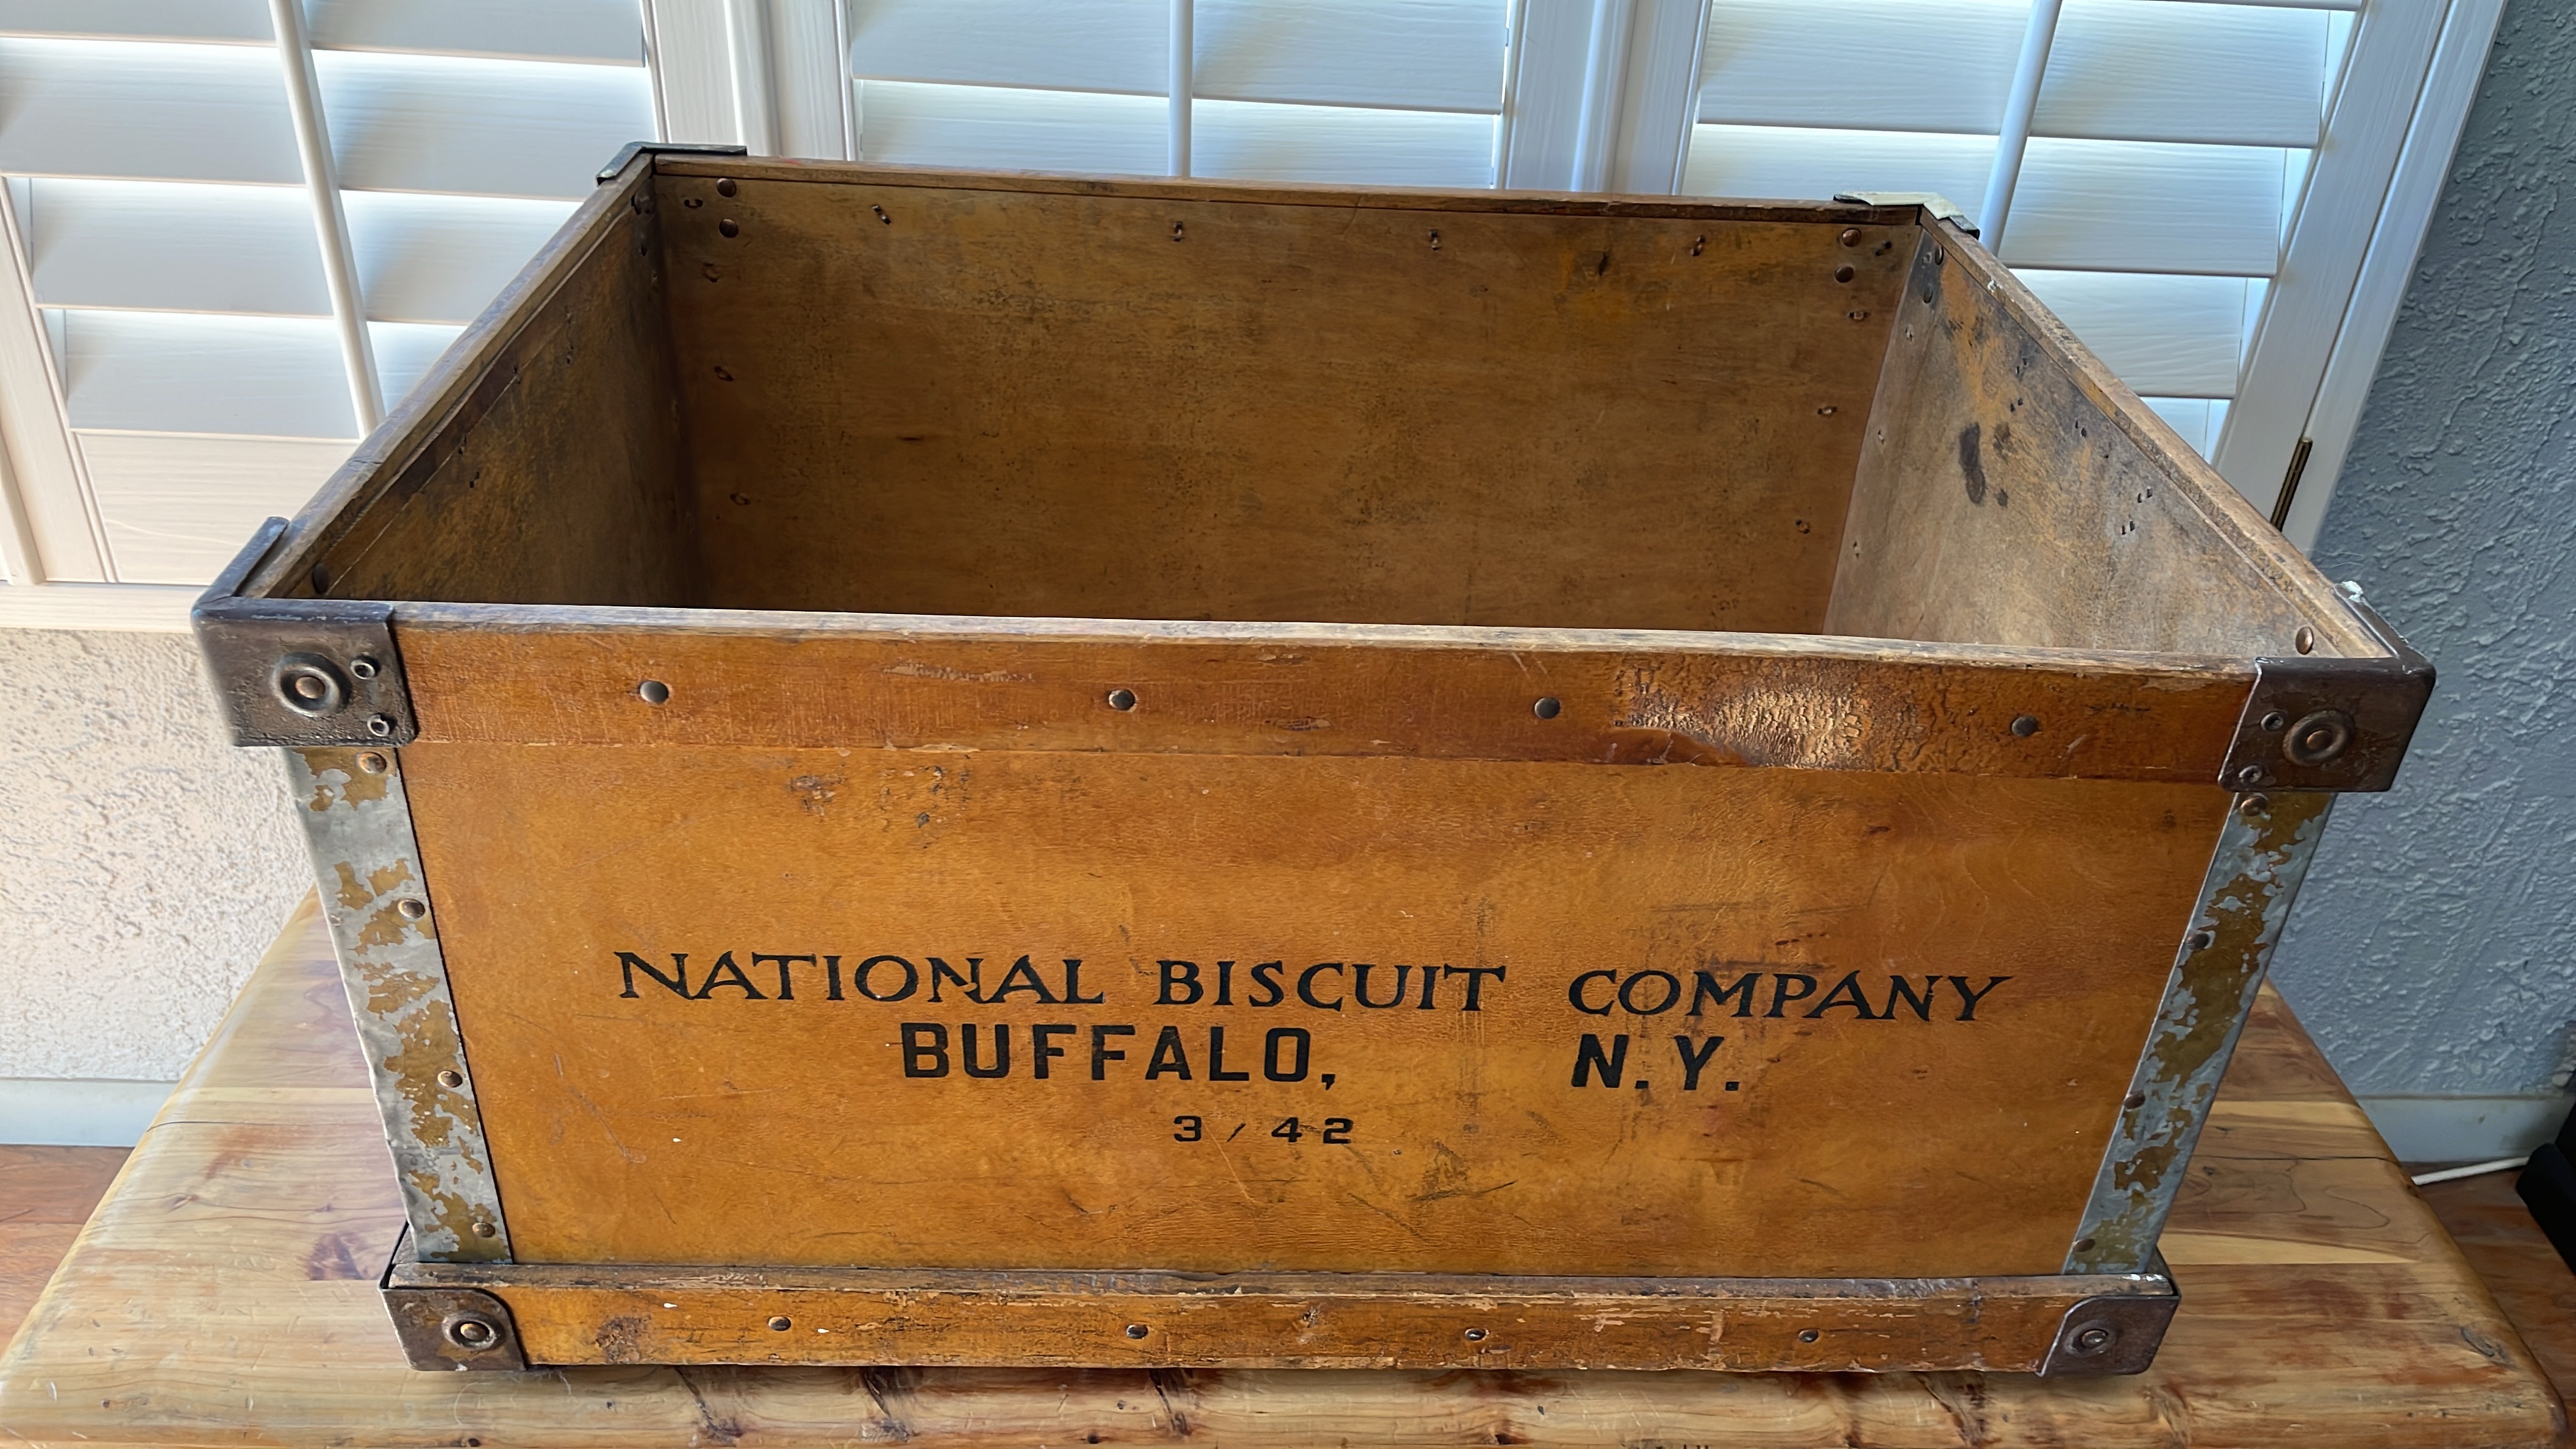 NATIONAL BISCUIT COMPANY
BUFFALO, N.Y.
3/42